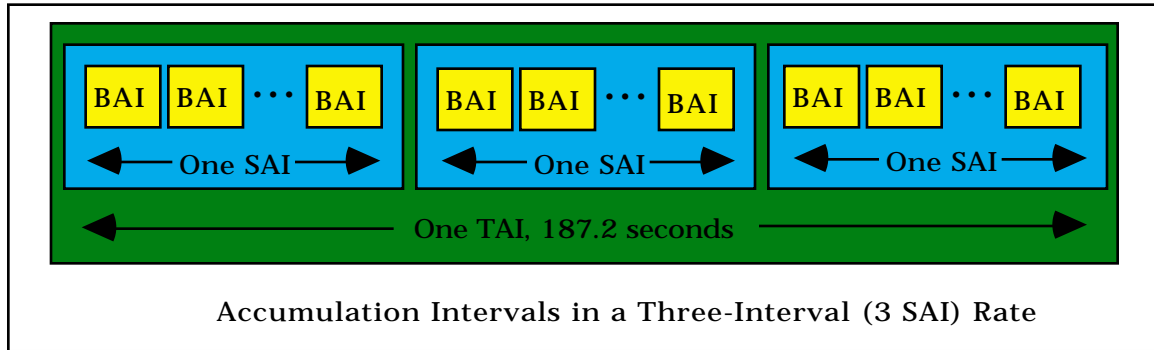 BAI BAI ••• BAI BAI BAI ••• BAI BAI BAI ••• BAI
One SAI One SAI One SAI
One TAI, 187.2 seconds
Accumulation Intervals in a Three-Interval (3 SAI) Rate